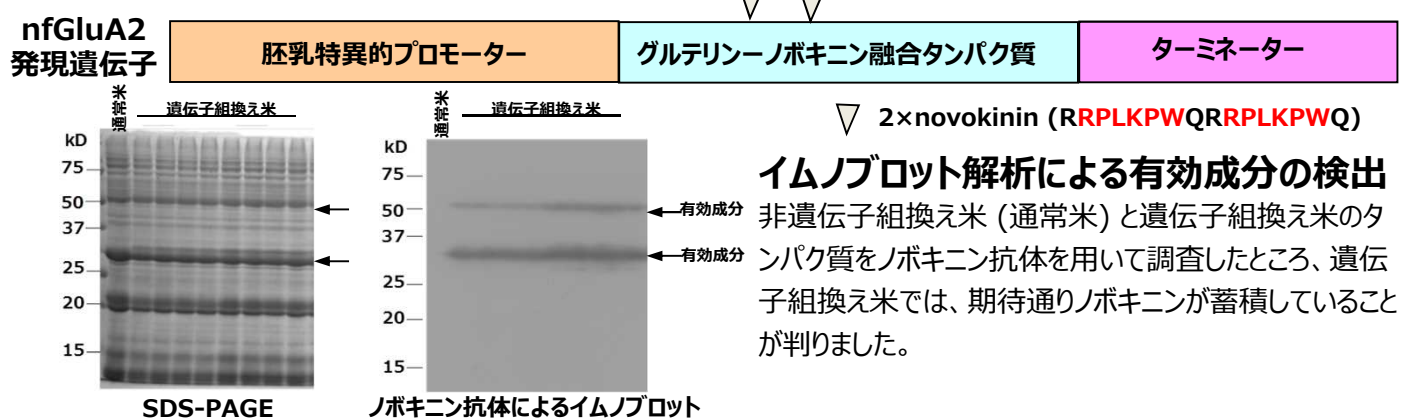 nfGluA2
発現遺伝子
胚乳特異的プロモーター
グルテリンーノボキニン融合タンパク質
ターミネーター
2×novokinin (RRPLKPWQRRPLKPWQ)
通常米
遺伝子組換え米
kD
75
50
37
25
20
15
SDS-PAGE
通常米
遺伝子組換え米
kD
75
50
37
25
20
15
有効成分
有効成分
ノボキニン抗体によるイムノブロット
イムノブロット解析による有効成分の検出
非遺伝子組換え米 (通常米) と遺伝子組換え米のタ
ンパク質をノボキニン抗体を用いて調査したところ、遺伝
子組換え米では、期待通りノボキニンが蓄積していること
が判りました。